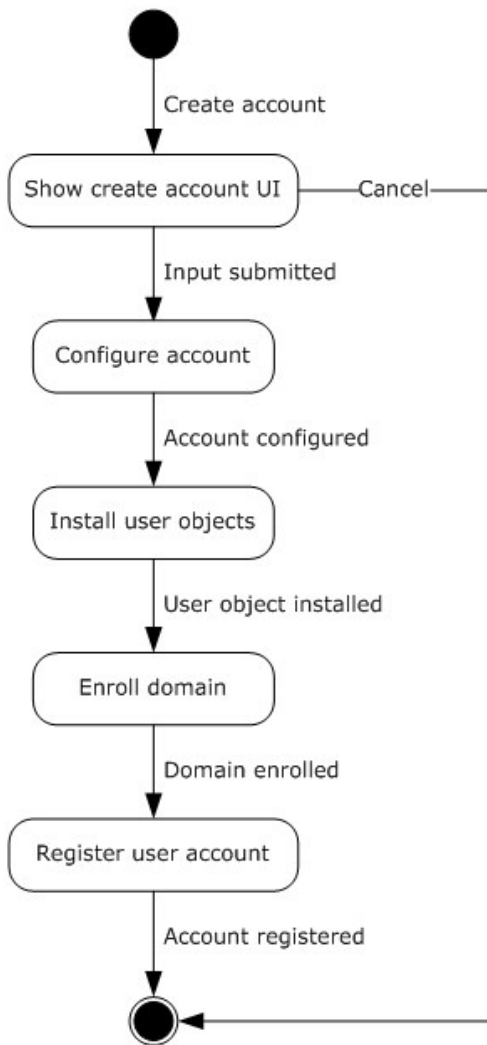 Create account
Show create account UI
Cancel
Input submitted
Configure account
Account configured
Install user objects
User object installed
Enroll domain
Domain enrolled
Register user account
Account registered